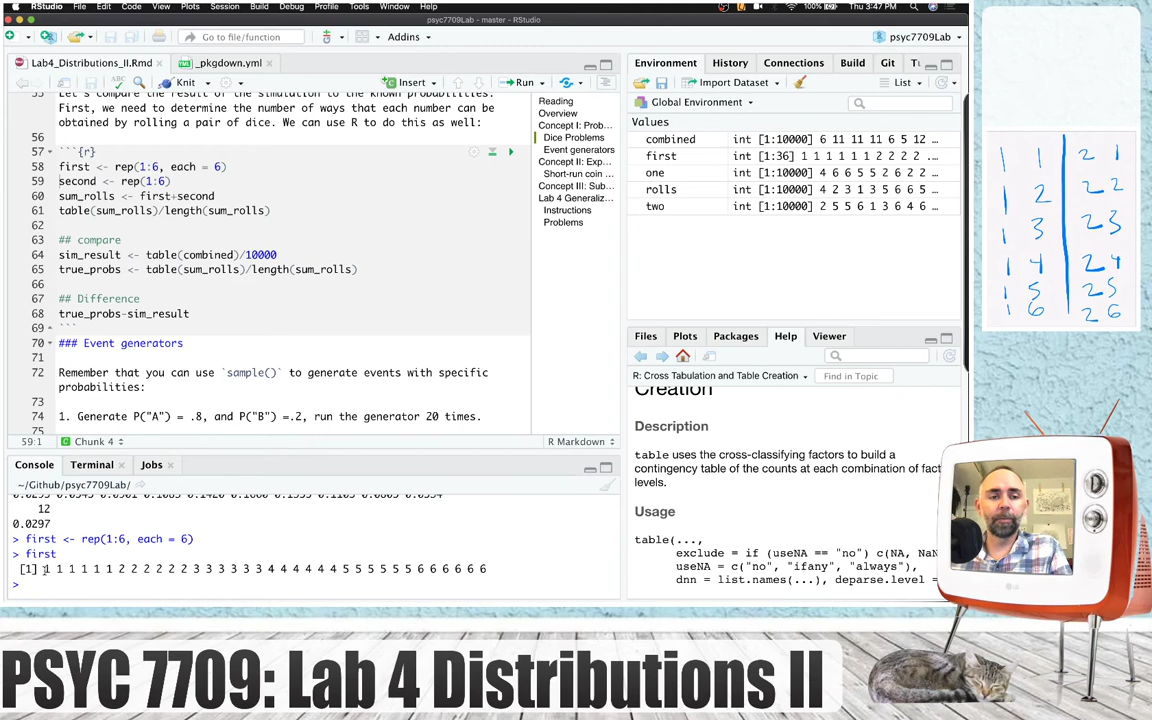 RStudio File Edit Code View Plots Session Build Debug Profile Tools Window Help 100% Thu 3:47 PM
psyc7709Lab - master - RStudio
Go to file/function Addins psyc7709Lab
Lab4_Distributions_II.Rmd _pkgdown.yml
Knit Insert Run
Let's compare the result of the simulation to the known probabilities.
First, we need to determine the number of ways that each number can be
obtained by rolling a pair of dice. We can use R to do this as well:
56
57 ```{r}
58 first <- rep(1:6, each = 6)
59 second <- rep(1:6)
60 sum_rolls <- first+second
61 table(sum_rolls)/length(sum_rolls)
62
63 ## compare
64 sim_result <- table(combined)/10000
65 true_probs <- table(sum_rolls)/length(sum_rolls)
66
67 ## Difference
68 true_probs-sim_result
69 ```
70 ### Event generators
71
72 Remember that you can use `sample()` to generate events with specific
probabilities:
73
74 1. Generate P("A") = .8, and P("B") =.2, run the generator 20 times.
75
59:1 Chunk 4 R Markdown
Reading
Overview
Concept I: Prob...
Dice Problems
Event generators
Concept II: Exp...
Short-run coin ...
Concept III: Sub...
Lab 4 Generaliz...
Instructions
Problems
Console Terminal Jobs
~/Github/psyc7709Lab/
12
0.0297
> first <- rep(1:6, each = 6)
> first
[1] 1 1 1 1 1 1 2 2 2 2 2 2 3 3 3 3 3 3 4 4 4 4 4 4 5 5 5 5 5 5 6 6 6 6 6 6
>
Environment History Connections Build Git
Import Dataset List
Global Environment
Values
combined int [1:10000] 6 11 11 11 6 5 12 ...
first int [1:36] 1 1 1 1 1 1 2 2 2 2 ...
one int [1:10000] 4 6 6 5 5 2 6 2 2 ...
rolls int [1:10000] 4 2 3 1 3 5 6 6 5 ...
two int [1:10000] 2 5 5 6 1 3 6 4 6 ...
Files Plots Packages Help Viewer
R: Cross Tabulation and Table Creation Find in Topic
Creation
Description
table uses the cross-classifying factors to build a
contingency table of the counts at each combination of fact
levels.
Usage
table(...,
exclude = if (useNA == "no") c(NA, NaN
useNA = c("no", "ifany", "always"),
dnn = list.names(...), deparse.level =
1 1 2 1
1 2 2 2
1 3 2 3
1 4 2 4
1 5 2 5
1 6 2 6
LG
PSYC 7709: Lab 4 Distributions II